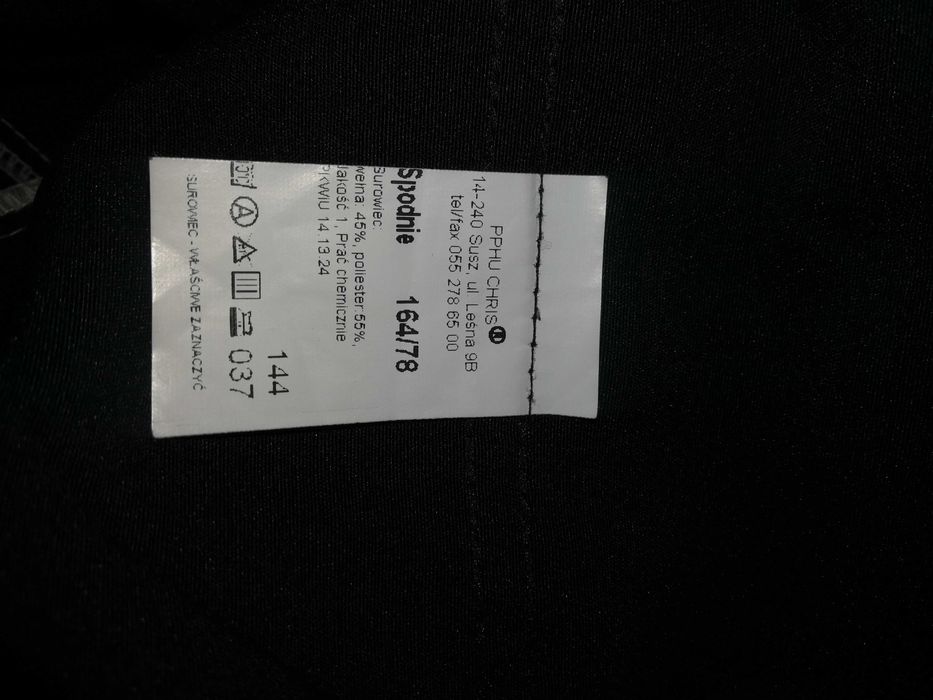 PPHU CHRIS
14-240 Susz, ul. Leśna 9B
tel/fax 055 278 65 00
Spodnie 164/78
Surowiec:
wełna: 45%, poliester:55%,
Jakość 1, Prać chemicznie
PKWIU 14.13.24
144
A 037
SUROWIEC - WŁAŚCIWE ZAZNACZYĆ